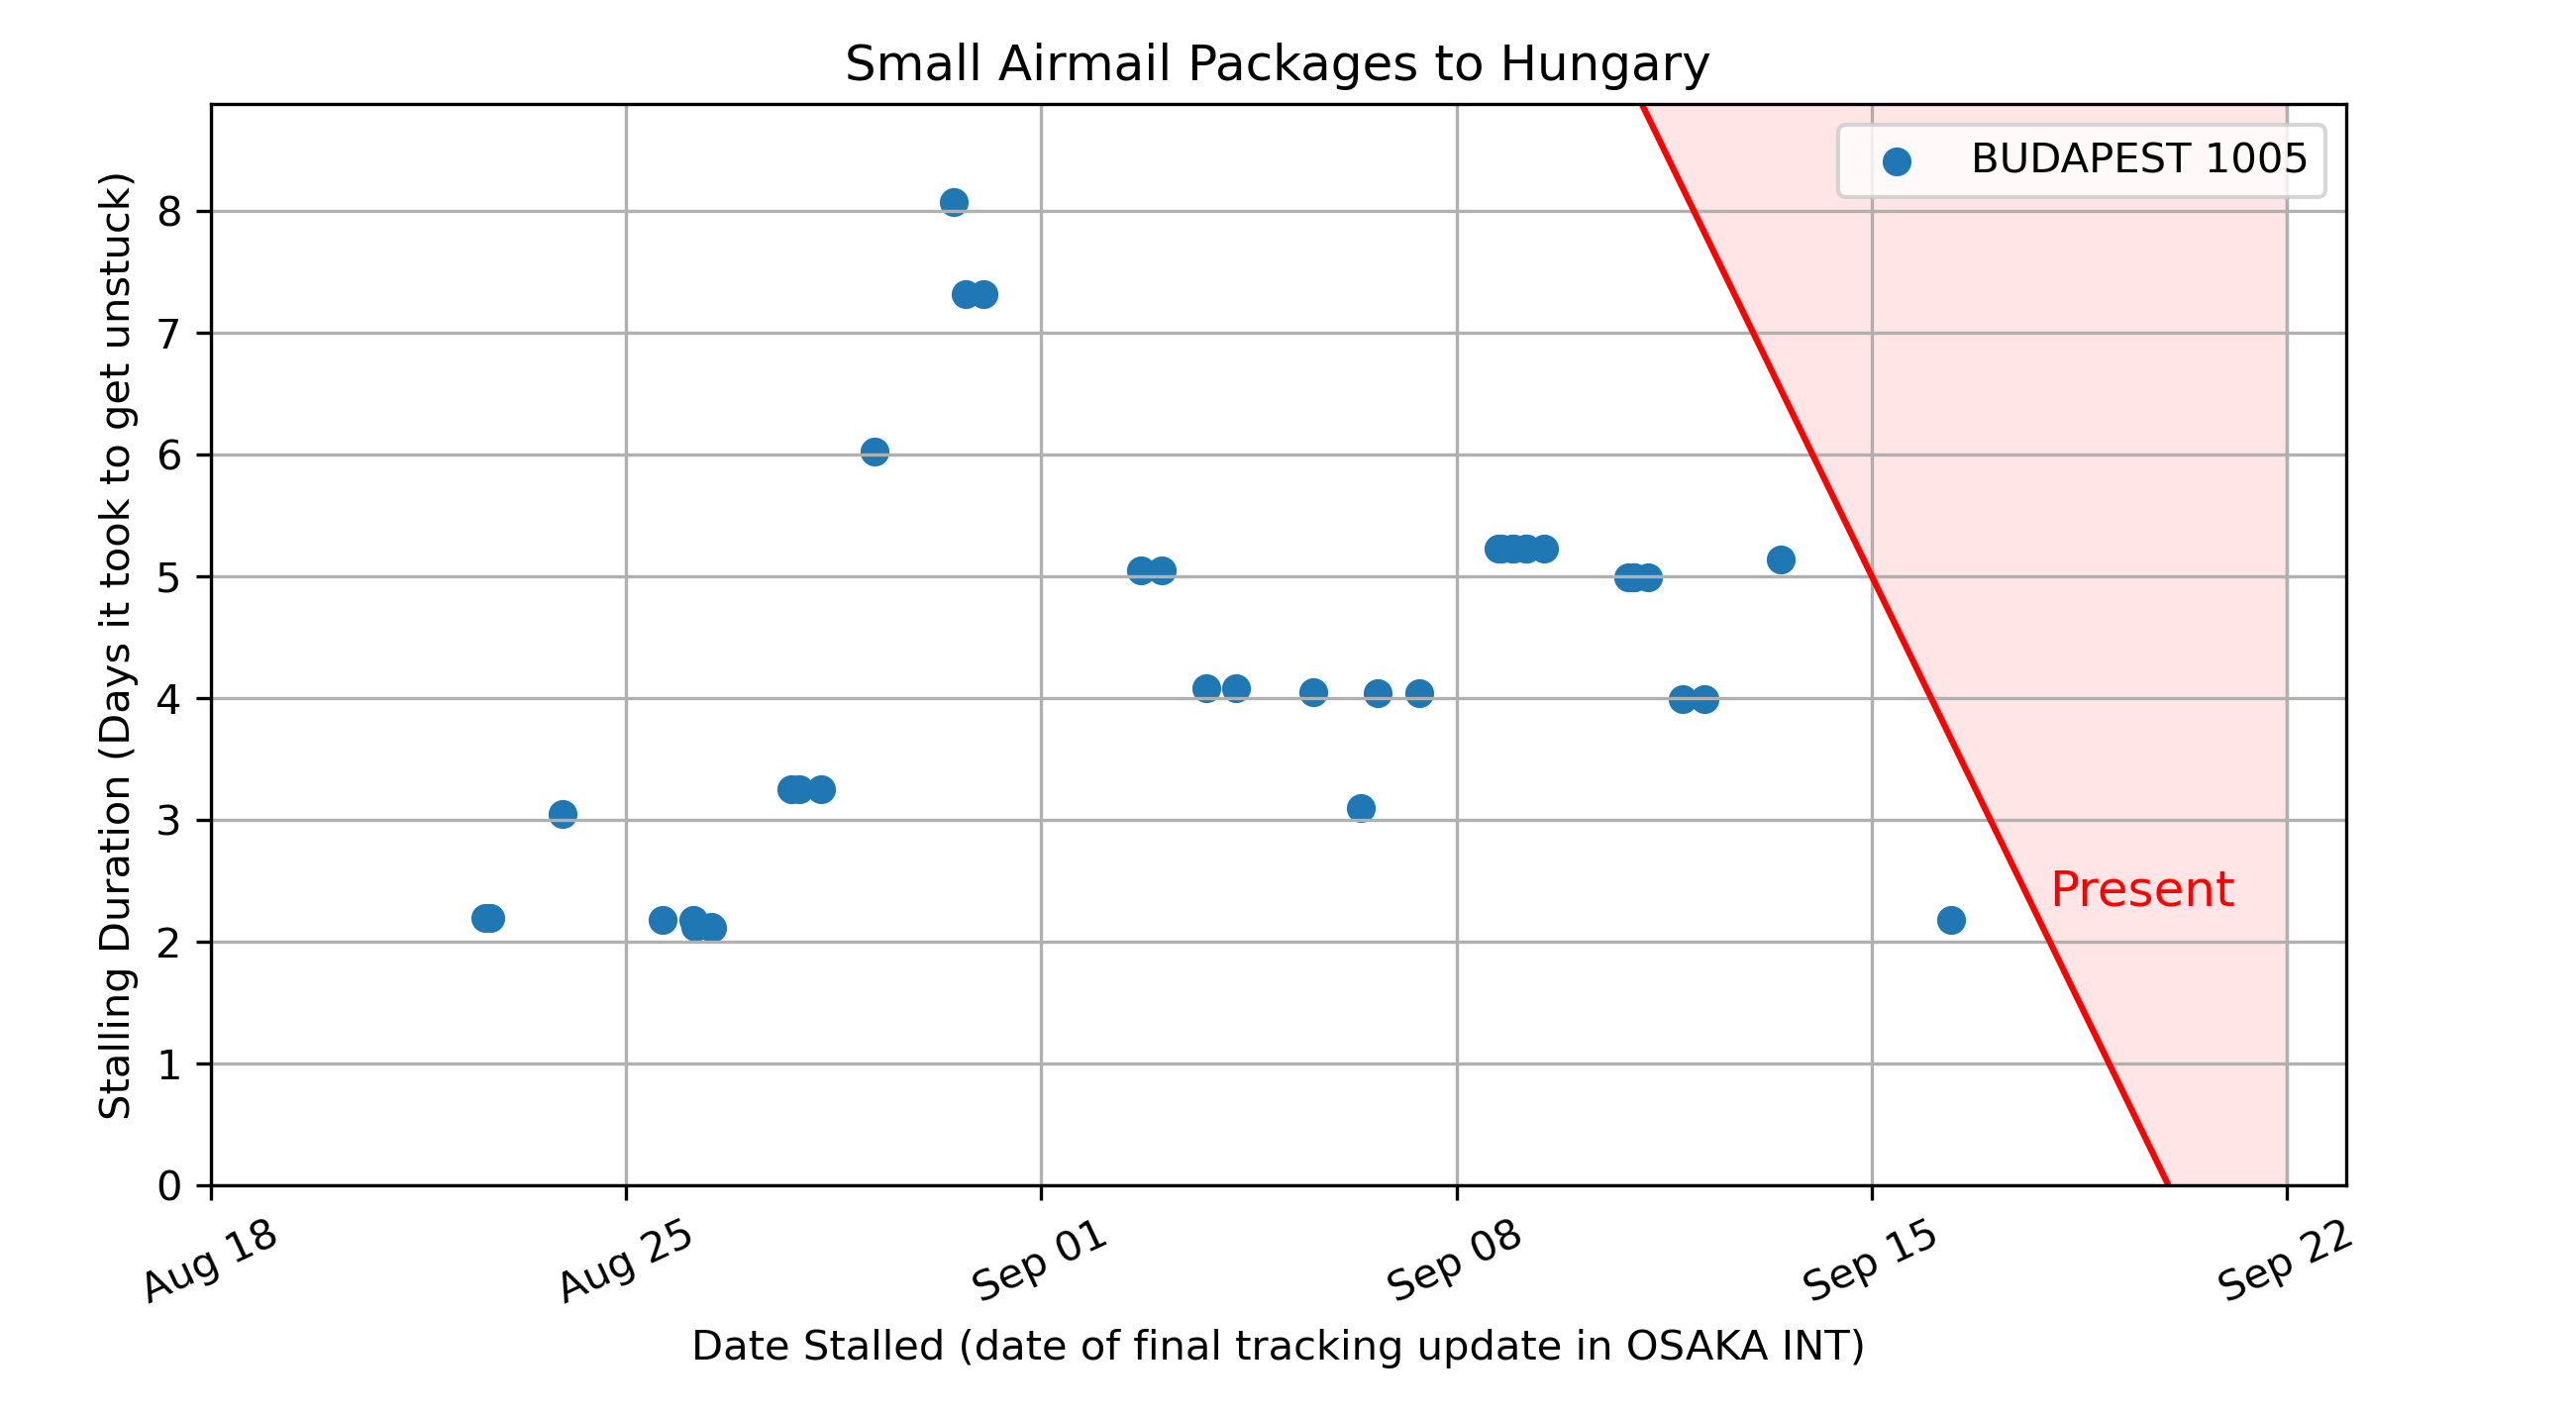 Small Airmail Packages to Hungary
BUDAPEST 1005
Stalling Duration (Days it took to get unstuck)
8
7
6
5
4
3
2
1
0
Present
Aug 18
Aug 25
Sep 01
Sep 08
Sep 15
Sep 22
Date Stalled (date of final tracking update in OSAKA INT)